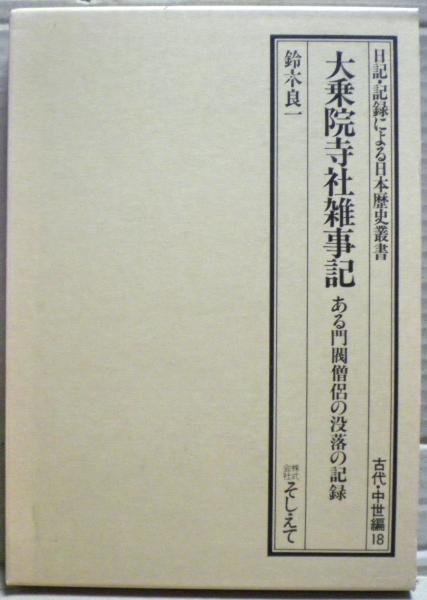 日記・記録による日本歴史叢書
古代・中世編18
大乗院寺社雑事記
ある門閥僧侶の没落の記録
鈴木良一
株式会社
そしえて